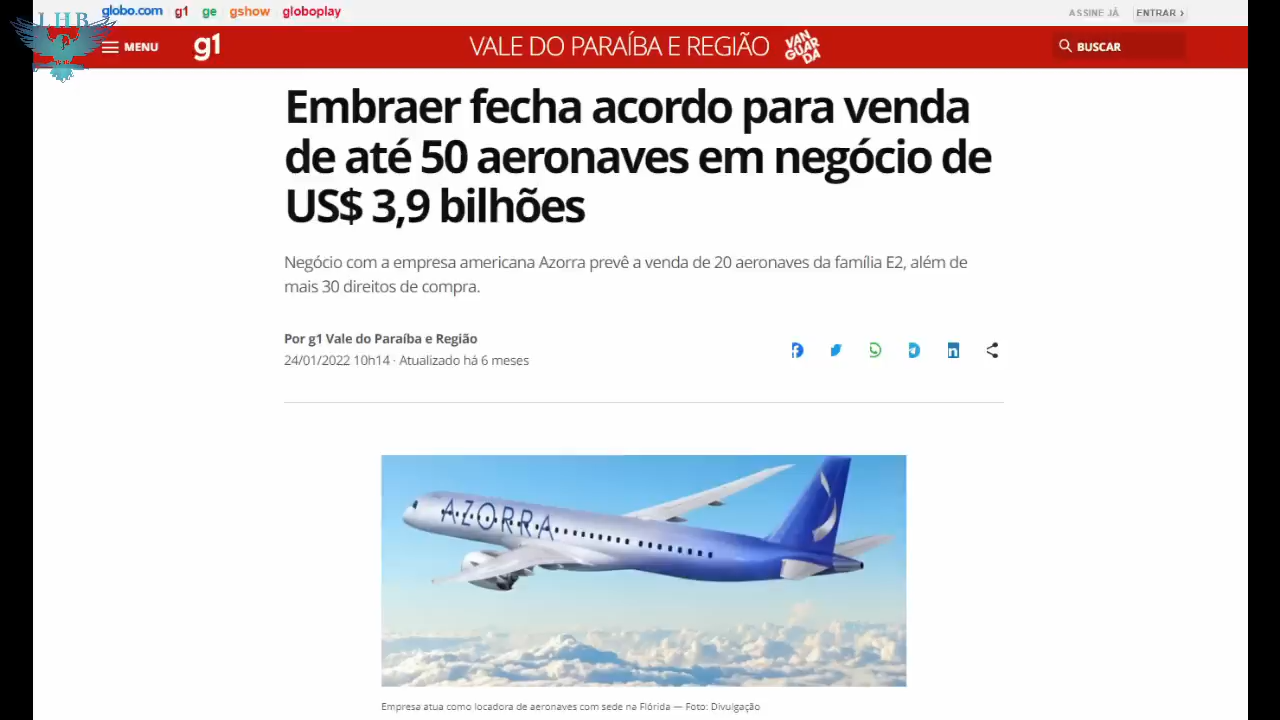 globo.com g1 ge gshow globoplay
ASSINE JÁ ENTRAR ›
LHB
MENU g1 VALE DO PARAÍBA E REGIÃO VANGUARDA BUSCAR
Embraer fecha acordo para venda
de até 50 aeronaves em negócio de
US$ 3,9 bilhões
Negócio com a empresa americana Azorra prevê a venda de 20 aeronaves da família E2, além de
mais 30 direitos de compra.
Por g1 Vale do Paraíba e Região
24/01/2022 10h14 · Atualizado há 6 meses
AZORRA
Empresa atua como locadora de aeronaves com sede na Flórida — Foto: Divulgação